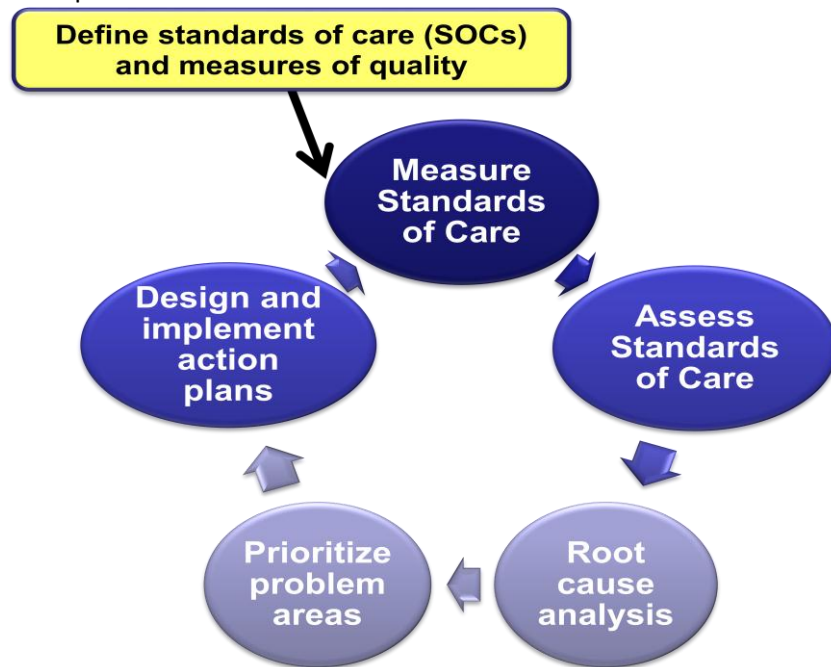 Define standards of care (SOCs)
and measures of quality
Measure
Standards
of Care
Assess
Standards
of Care
Root
cause
analysis
Prioritize
problem
areas
Design and
implement
action
plans